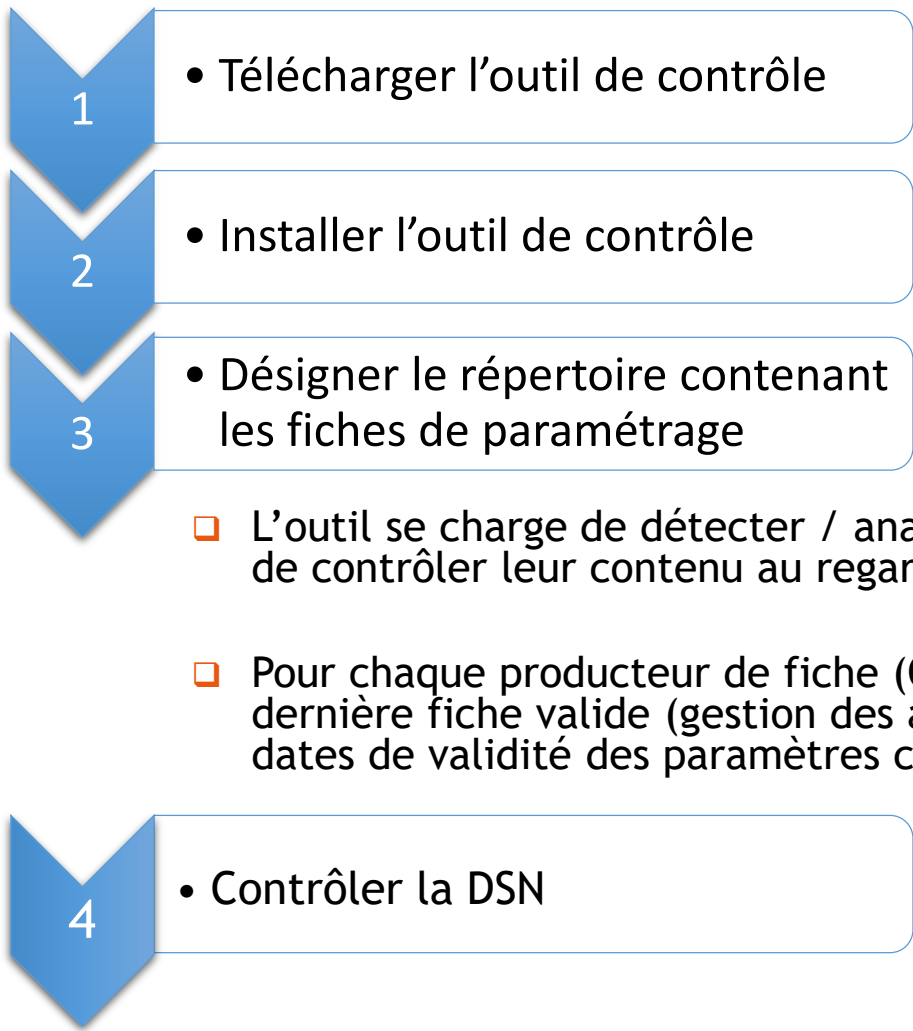 1
• Télécharger l’outil de contrôle
2
• Installer l’outil de contrôle
3
• Désigner le répertoire contenant
les fiches de paramétrage
❑ L’outil se charge de détecter /
de contrôler leur contenu au
❑ Pour chaque producteur de fiche
dernière fiche valide (gestion des
dates de validité des paramètres
4
• Contrôler la DSN